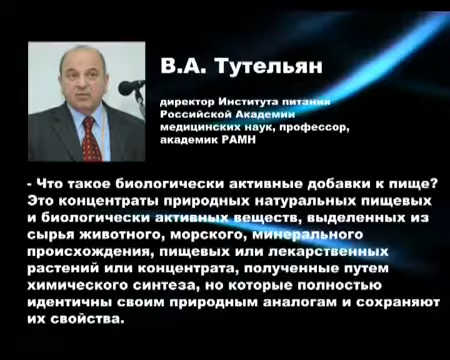 В.А. Тутельян
директор Института питания
Российской Академии
медицинских наук, профессор,
академик РАМН
- Что такое биологически активные добавки к пище?
Это концентраты природных натуральных пищевых
и биологически активных веществ, выделенных из
сырья животного, морского, минерального
происхождения, пищевых или лекарственных
растений или концентрата, полученные путем
химического синтеза, но которые полностью
идентичны своим природным аналогам и сохраняют
их свойства.